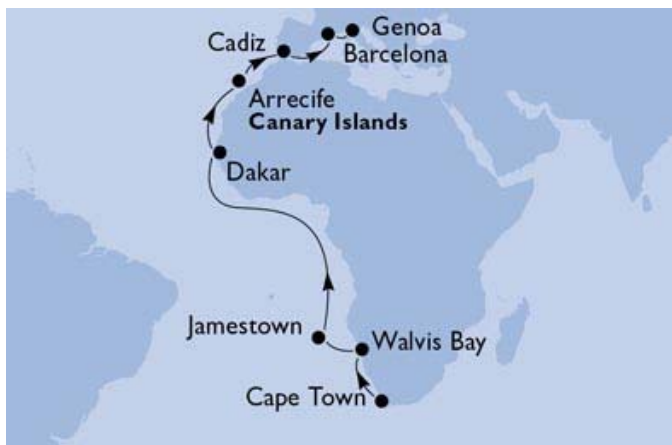 Genoa
Cadiz
Barcelona
Arrecife
Canary Islands
Dakar
Jamestown
Walvis Bay
Cape Town